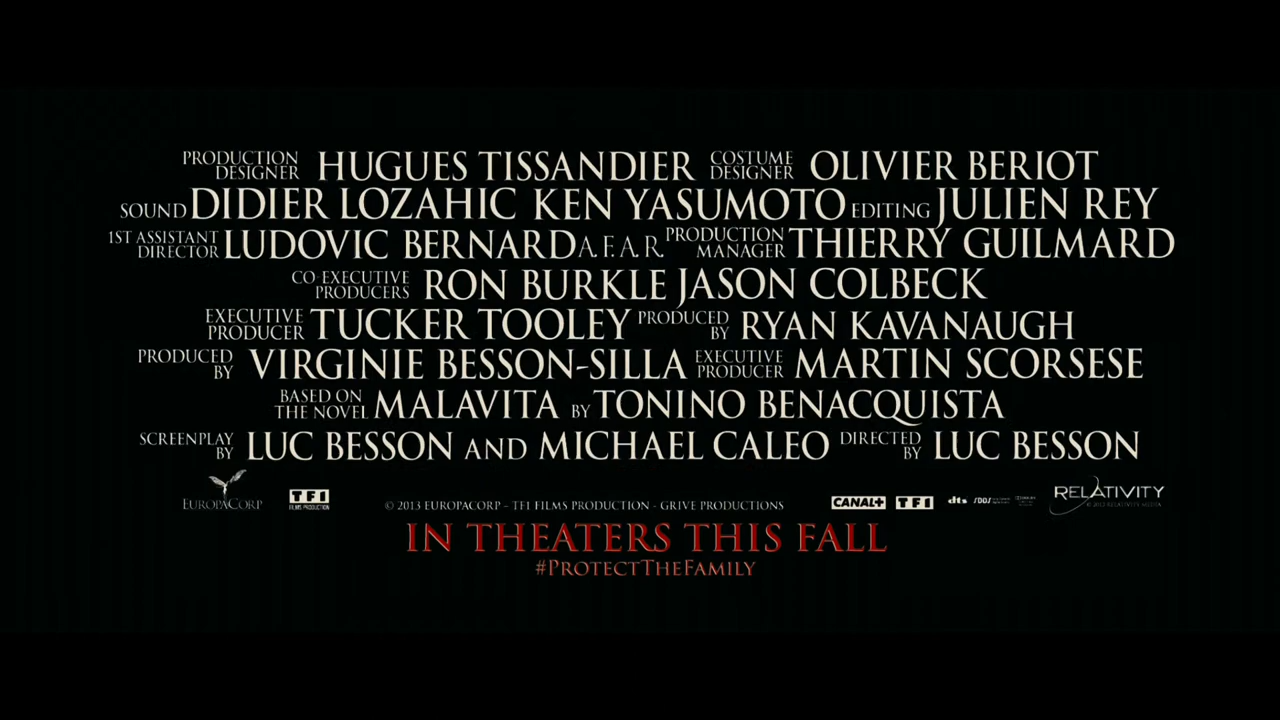 PRODUCTION DESIGNER HUGUES TISSANDIER COSTUME DESIGNER OLIVIER BERIOT
SOUND DIDIER LOZAHIC KEN YASUMOTO EDITING JULIEN REY
1ST ASSISTANT DIRECTOR LUDOVIC BERNARD A.F.A.R. PRODUCTION MANAGER THIERRY GUILMARD
CO-EXECUTIVE PRODUCERS RON BURKLE JASON COLBECK
EXECUTIVE PRODUCER TUCKER TOOLEY PRODUCED BY RYAN KAVANAUGH
PRODUCED BY VIRGINIE BESSON-SILLA EXECUTIVE PRODUCER MARTIN SCORSESE
BASED ON THE NOVEL MALAVITA BY TONINO BENACQUISTA
SCREENPLAY BY LUC BESSON AND MICHAEL CALEO DIRECTED BY LUC BESSON
EUROPACORP TF1 FILMS PRODUCTION © 2013 EUROPACORP - TF1 FILMS PRODUCTION - GRIVE PRODUCTIONS CANAL+ TF1 dts SDDS RELATIVITY
IN THEATERS THIS FALL
#PROTECTTHEFAMILY